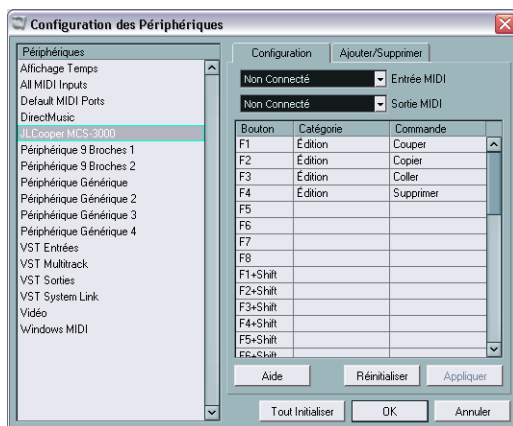 Configuration des Périphériques
Périphériques
Affichage Temps
All MIDI Inputs
Default MIDI Ports
DirectMusic
JLCooper MCS-3000
Périphérique 9 Broches 1
Périphérique 9 Broches 2
Périphérique Générique
Périphérique Générique 2
Périphérique Générique 3
Périphérique Générique 4
VST Entrées
VST Multitrack
VST Sorties
VST System Link
Vidéo
Windows MIDI
Configuration Ajouter/Supprimer
Non Connecté Entrée MIDI
Non Connecté Sortie MIDI
Bouton Catégorie Commande
F1 Édition Couper
F2 Édition Copier
F3 Édition Coller
F4 Édition Supprimer
F5
F6
F7
F8
F1+Shift
F2+Shift
F3+Shift
F4+Shift
F5+Shift
F6+Shift
Aide Réinitialiser Appliquer
Tout Initialiser OK Annuler